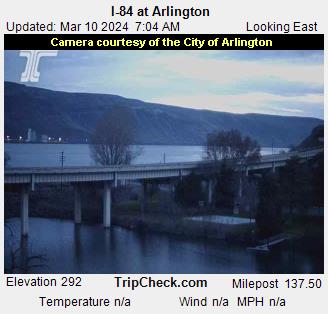 I-84 at Arlington
Updated: Mar 10 2024 7:04 AM Looking East
Camera courtesy of the City of Arlington
Elevation 292 TripCheck.com Milepost 137.50
Temperature n/a Wind n/a MPH n/a